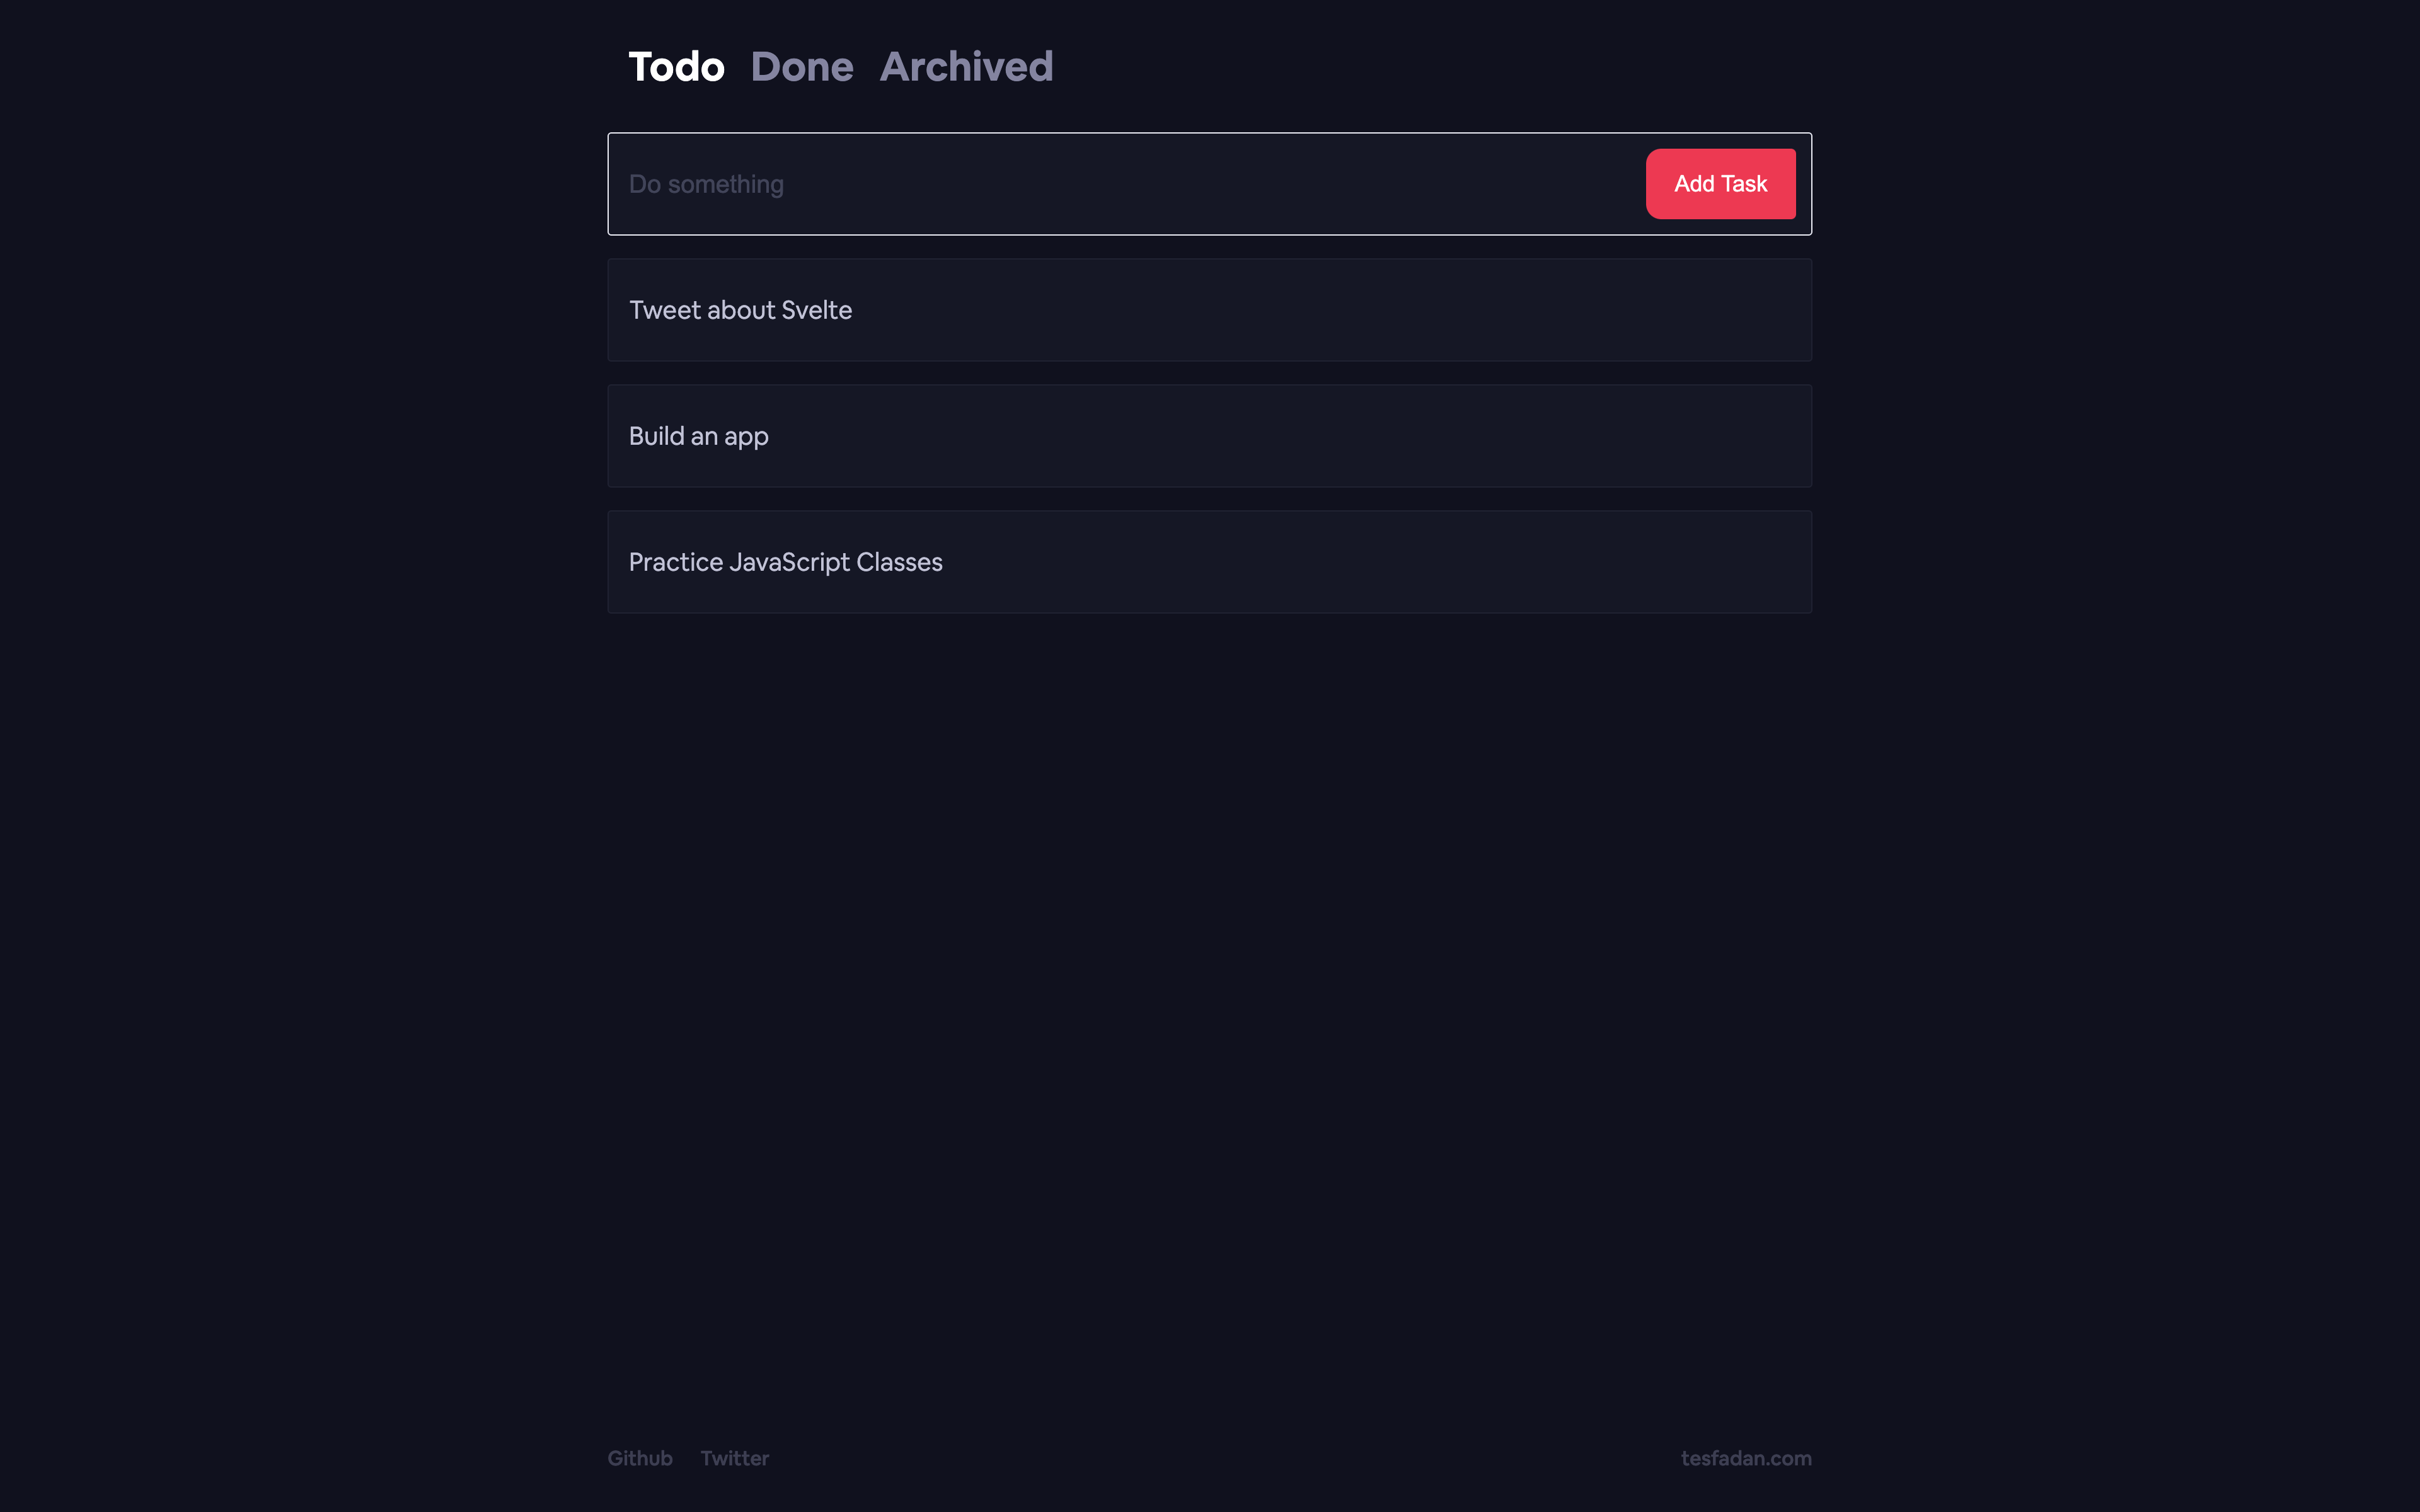 Todo Done Archived
Do something Add Task
Tweet about Svelte
Build an app
Practice JavaScript Classes
Github Twitter tesfadan.com